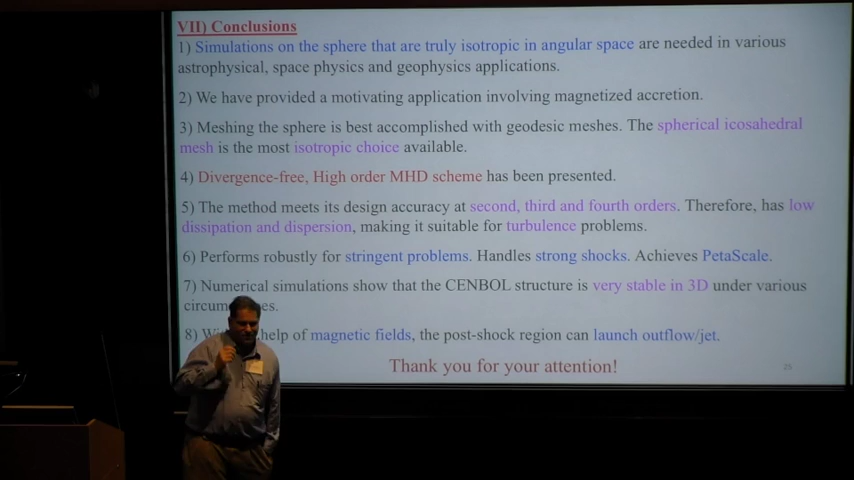 VII) Conclusions
1) Simulations on the sphere that are truly isotropic in angular space are needed in various
astrophysical, space physics and geophysics applications.
2) We have provided a motivating application involving magnetized accretion.
3) Meshing the sphere is best accomplished with geodesic meshes. The spherical icosahedral
mesh is the most isotropic choice available.
4) Divergence-free, High order MHD scheme has been presented.
5) The method meets its design accuracy at second, third and fourth orders. Therefore, has low
dissipation and dispersion, making it suitable for turbulence problems.
6) Performs robustly for stringent problems. Handles strong shocks. Achieves PetaScale.
7) Numerical simulations show that the CENBOL structure is very stable in 3D under various
8) help of magnetic fields, the post-shock region can launch outflow/jet.
Thank you for your attention!
25